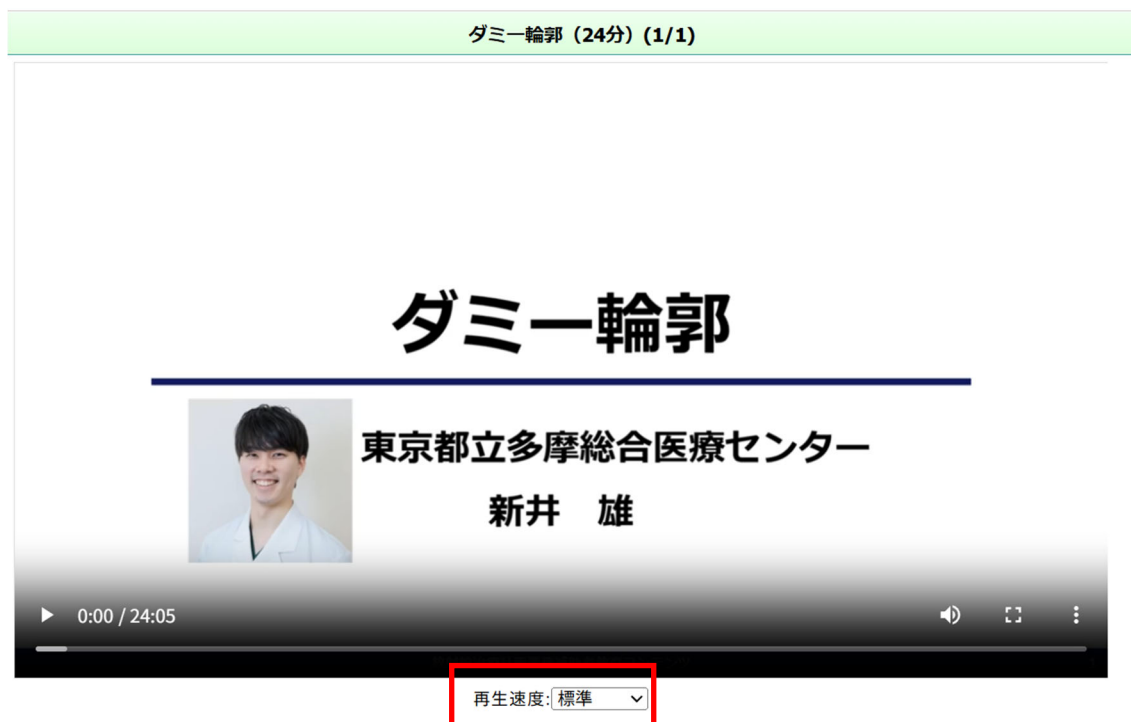 ダミー輪郭（24分）(1/1)
ダミー輪郭
東京都立多摩総合医療センター
新井　雄
0:00 / 24:05
再生速度:標準